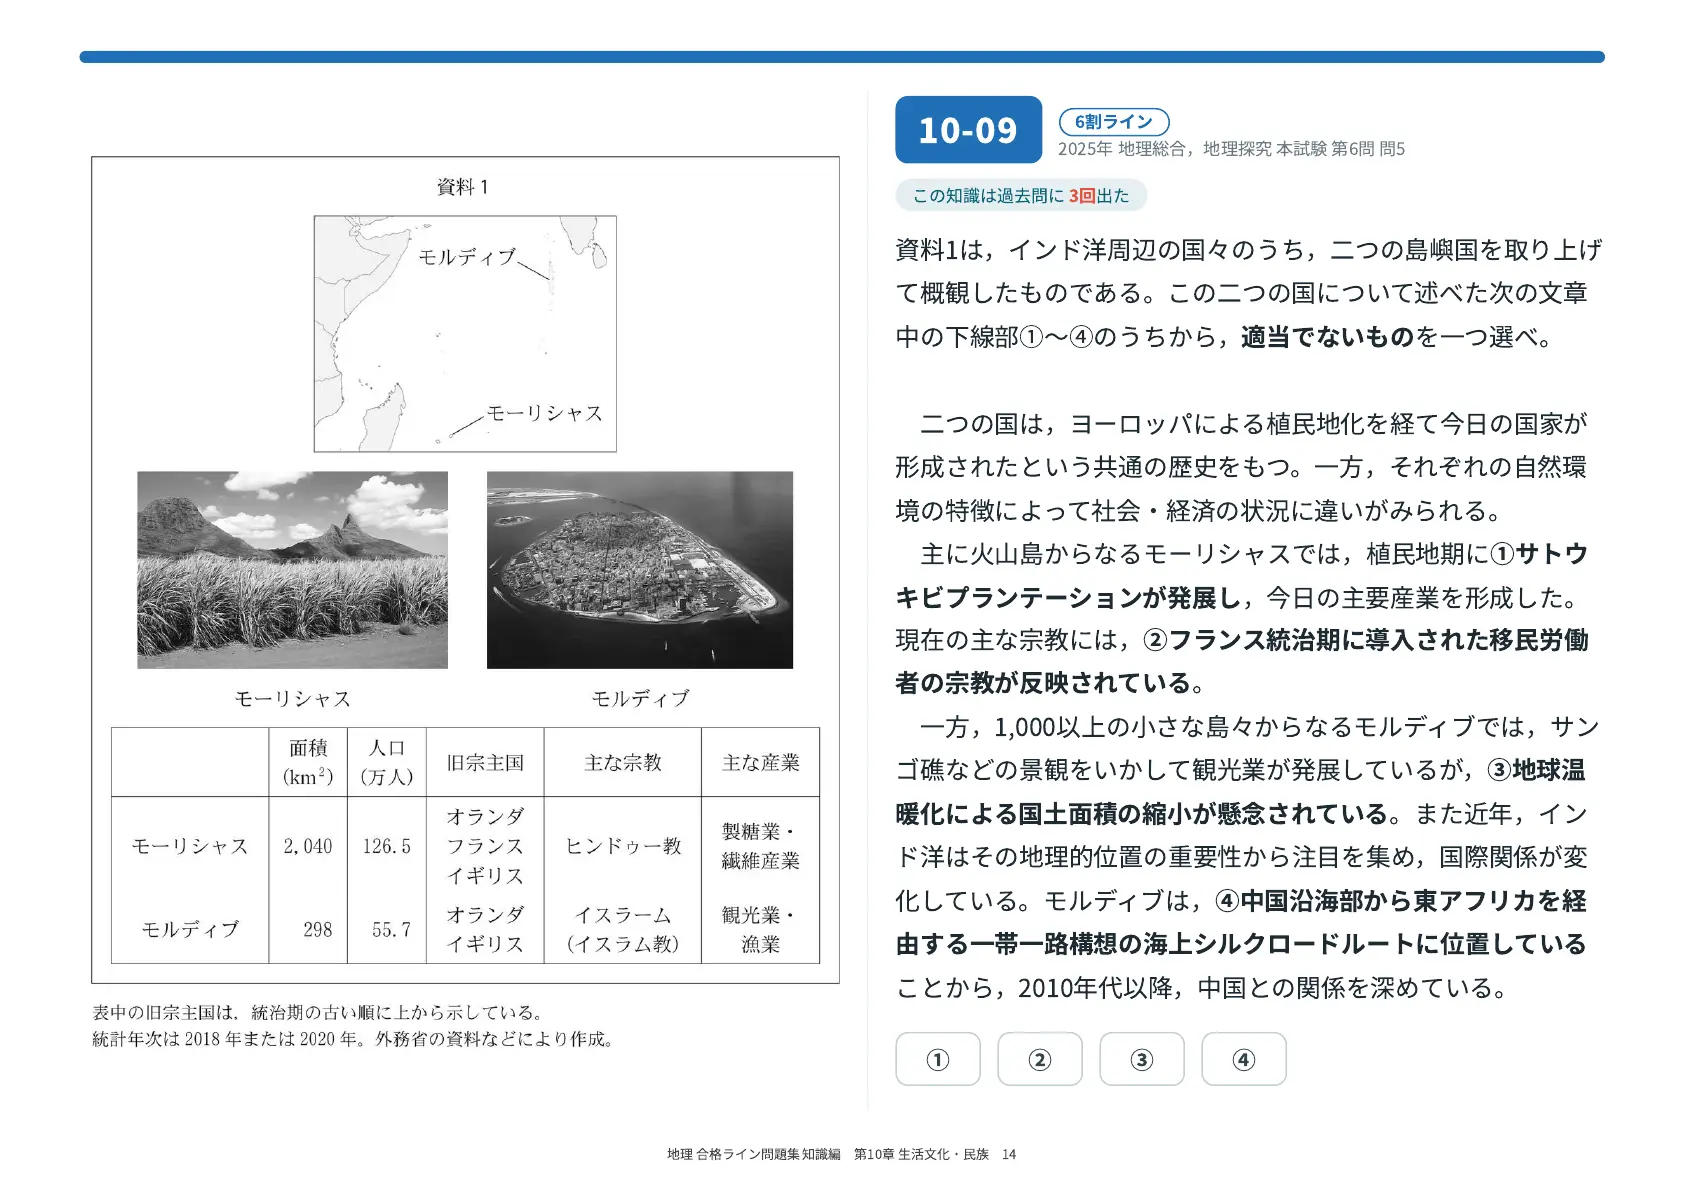 資料1
モルディブ
モーリシャス
モーリシャス
モルディブ
面積 (km²) 人口 (万人) 旧宗主国 主な宗教 主な産業
モーリシャス 2,040 126.5 オランダ フランス イギリス ヒンドゥー教 製糖業・繊維産業
モルディブ 298 55.7 オランダ イギリス イスラーム (イスラム教) 観光業・漁業
表中の旧宗主国は,統治期の古い順に上から示している。
統計年次は2018年または2020年。外務省の資料などにより作成。
10-09
6割ライン
2025年 地理総合，地理探究 本試験 第6問 問5
この知識は過去問に 3回出た
資料1は，インド洋周辺の国々のうち，二つの島嶼国を取り上げ
て概観したものである。この二つの国について述べた次の文章
中の下線部①〜④のうちから，適当でないものを一つ選べ。
二つの国は，ヨーロッパによる植民地化を経て今日の国家が
形成されたという共通の歴史をもつ。一方，それぞれの自然環
境の特徴によって社会・経済の状況に違いがみられる。
主に火山島からなるモーリシャスでは，植民地期に①サトウ
キビプランテーションが発展し，今日の主要産業を形成した。
現在の主な宗教には，②フランス統治期に導入された移民労働
者の宗教が反映されている。
一方，1,000以上の小さな島々からなるモルディブでは，サン
ゴ礁などの景観をいかして観光業が発展しているが，③地球温
暖化による国土面積の縮小が懸念されている。また近年，イン
ド洋はその地理的位置の重要性から注目を集め，国際関係が変
化している。モルディブは，④中国沿海部から東アフリカを経
由する一帯一路構想の海上シルクロードルートに位置している
ことから，2010年代以降，中国との関係を深めている。
① ② ③ ④
地理 合格ライン問題集 知識編 第10章 生活文化・民族 14